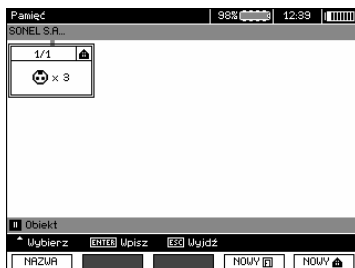 Pamięć 98% 12:39
SONEL S.A...
1/1
x 3
Obiekt
Wybierz ENTER Wpisz ESC Wyjdź
NAZWA NOWY NOWY